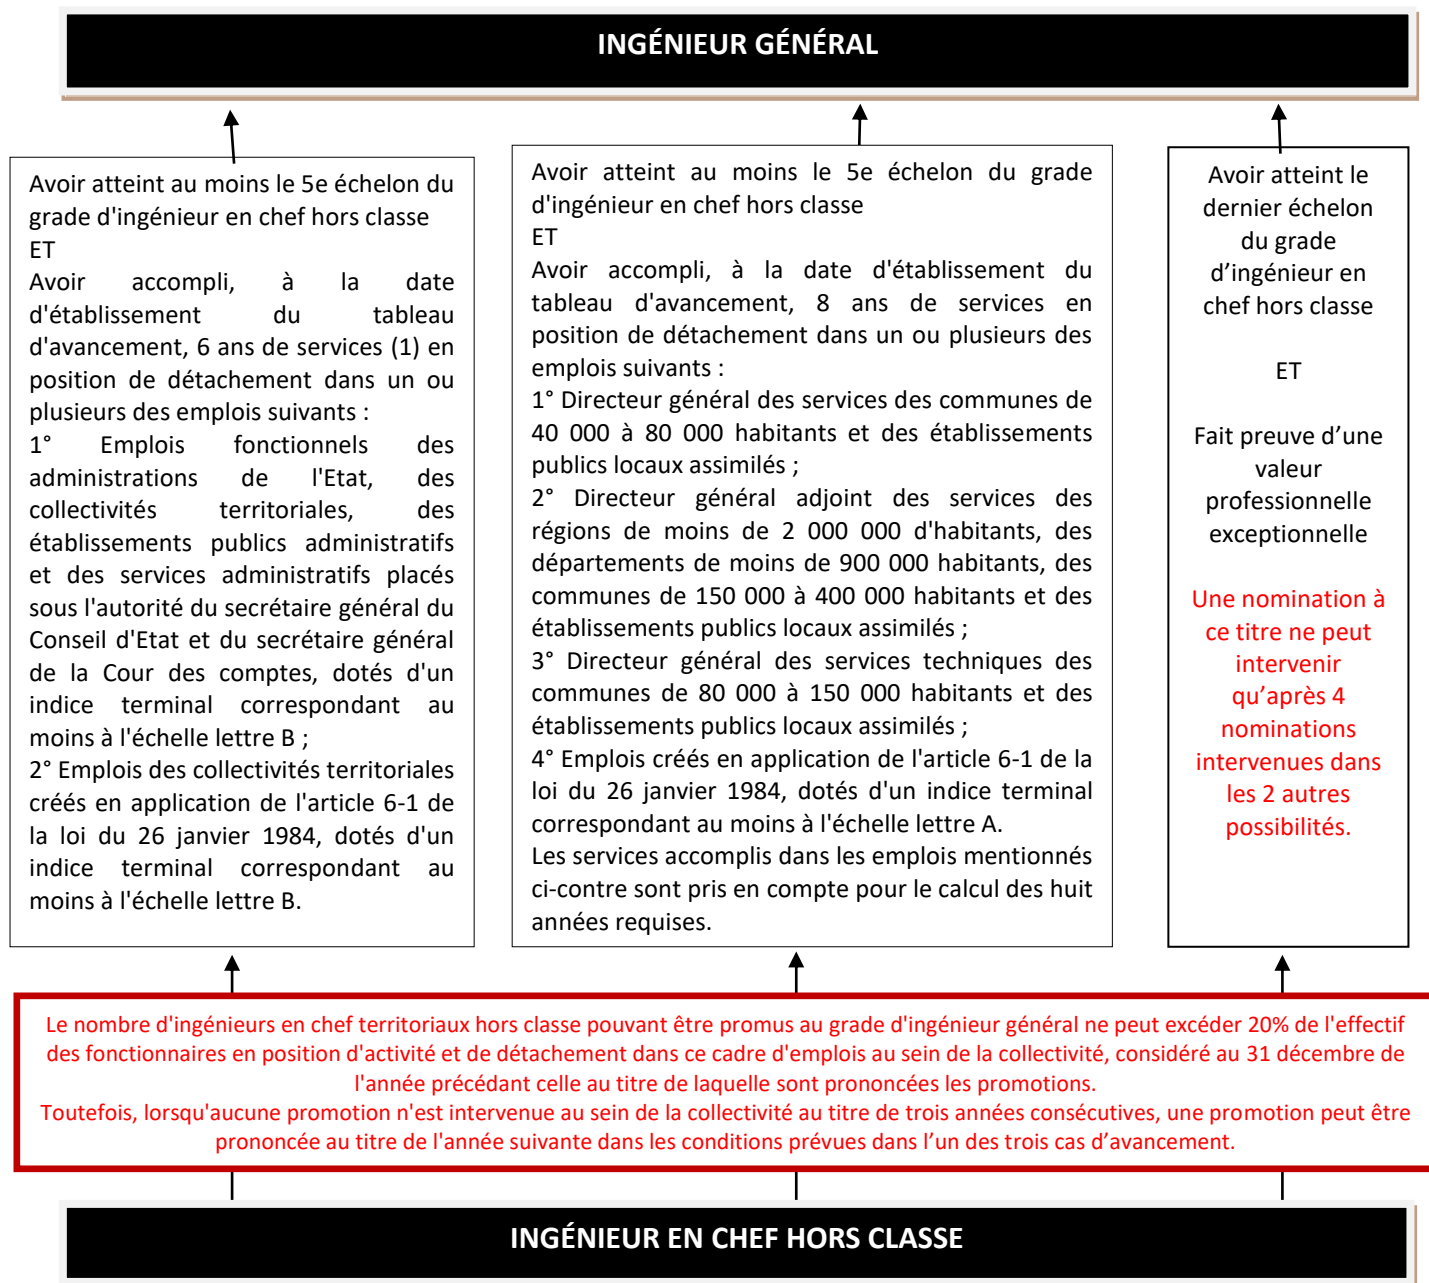 INGÉNIEUR GÉNÉRAL
Avoir atteint au moins le 5e échelon du
grade d'ingénieur en chef hors classe
ET
Avoir accompli, à la date
d'établissement du tableau
d'avancement, 6 ans de services (1) en
position de détachement dans un ou
plusieurs des emplois suivants :
1° Emplois fonctionnels des
administrations de l'Etat, des
collectivités territoriales, des
établissements publics administratifs
et des services administratifs placés
sous l'autorité du secrétaire général du
Conseil d'Etat et du secrétaire général
de la Cour des comptes, dotés d'un
indice terminal correspondant au
moins à l'échelle lettre B ;
2° Emplois des collectivités territoriales
créés en application de l'article 6-1 de
la loi du 26 janvier 1984, dotés d'un
indice terminal correspondant au
moins à l'échelle lettre B.
Avoir atteint au moins le 5e échelon du grade
d'ingénieur en chef hors classe
ET
Avoir accompli, à la date d'établissement du
tableau d'avancement, 8 ans de services en
position de détachement dans un ou plusieurs des
emplois suivants :
1° Directeur général des services des communes de
40 000 à 80 000 habitants et des établissements
publics locaux assimilés ;
2° Directeur général adjoint des services des
régions de moins de 2 000 000 d'habitants, des
départements de moins de 900 000 habitants, des
communes de 150 000 à 400 000 habitants et des
établissements publics locaux assimilés ;
3° Directeur général des services techniques des
communes de 80 000 à 150 000 habitants et des
établissements publics locaux assimilés ;
4° Emplois créés en application de l'article 6-1 de la
loi du 26 janvier 1984, dotés d'un indice terminal
correspondant au moins à l'échelle lettre A.
Les services accomplis dans les emplois mentionnés
ci-contre sont pris en compte pour le calcul des huit
années requises.
Avoir atteint le
dernier échelon
du grade
d’ingénieur en
chef hors classe
ET
Fait preuve d’une
valeur
professionnelle
exceptionnelle
Une nomination à
ce titre ne peut
intervenir
qu’après 4
nominations
intervenues dans
les 2 autres
possibilités.
Le nombre d'ingénieurs en chef territoriaux hors classe pouvant être promus au grade d'ingénieur général ne peut excéder 20% de l'effectif
des fonctionnaires en position d'activité et de détachement dans ce cadre d'emplois au sein de la collectivité, considéré au 31 décembre de
l'année précédant celle au titre de laquelle sont prononcées les promotions.
Toutefois, lorsqu'aucune promotion n'est intervenue au sein de la collectivité au titre de trois années consécutives, une promotion peut être
prononcée au titre de l'année suivante dans les conditions prévues dans l’un des trois cas d’avancement.
INGÉNIEUR EN CHEF HORS CLASSE